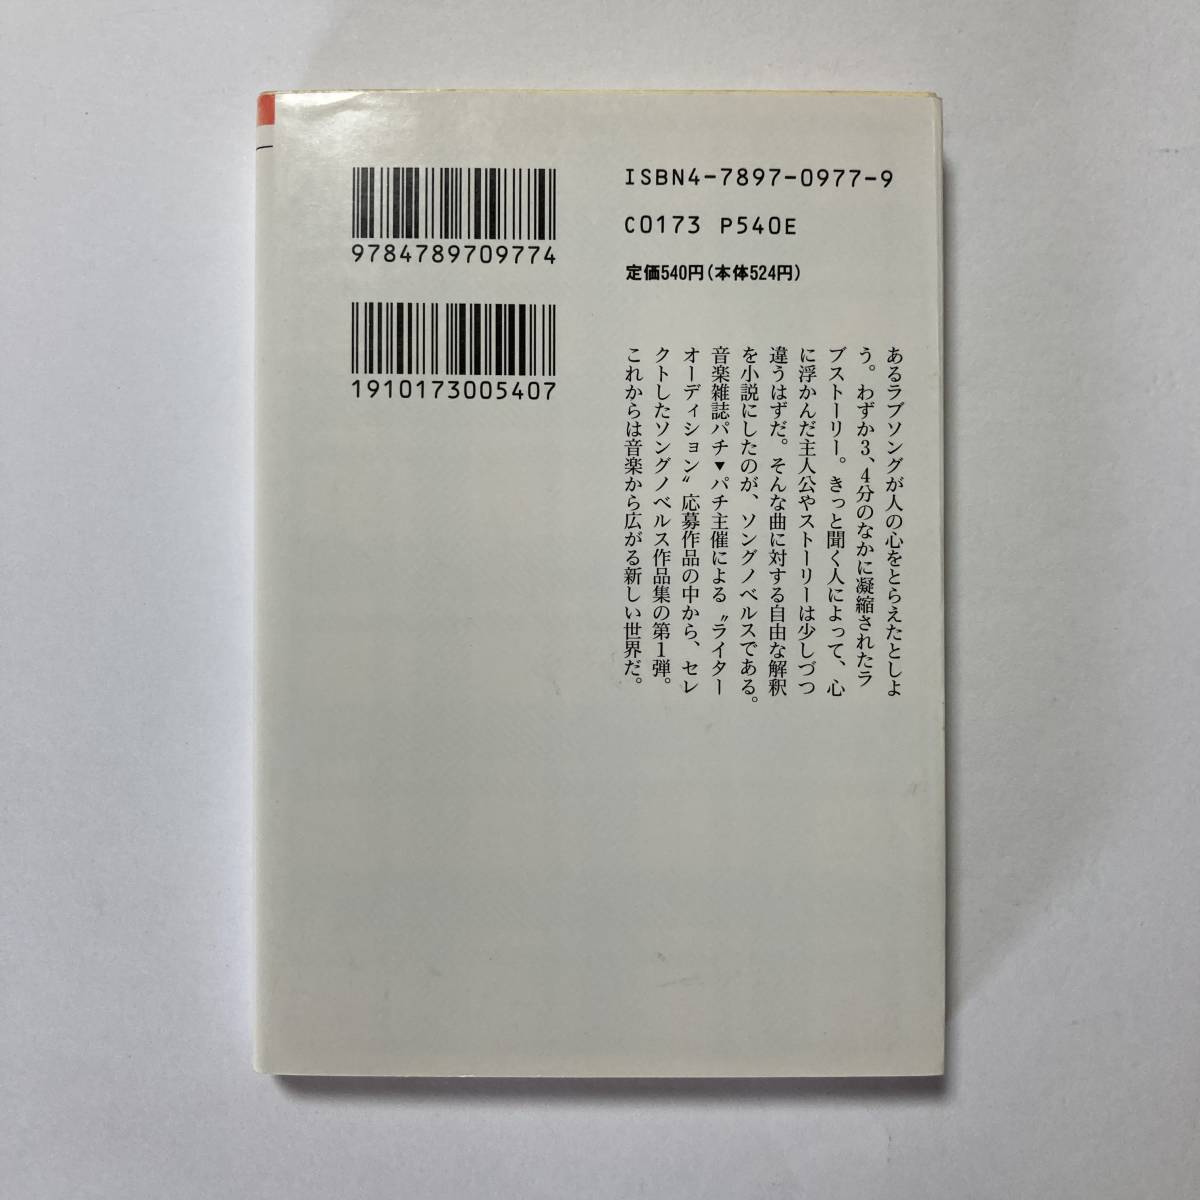 9784789709774
1910173005407
ISBN4-7897-0977-9
C0173 P540E
定価540円(本体524円)
あるラブソングが人の心をとらえたとしよ
う。わずか3、4分のなかに凝縮されたラ
ブストーリー。きっと聞く人によって、心
に浮かんだ主人公やストーリーは少しづつ
違うはずだ。そんな曲に対する自由な解釈
を小説にしたのが、ソングノベルスである。
音楽雑誌パチ▼パチ主催による〝ライター
オーディション〟応募作品の中から、セレ
クトしたソングノベルス作品集の第1弾。
これからは音楽から広がる新しい世界だ。